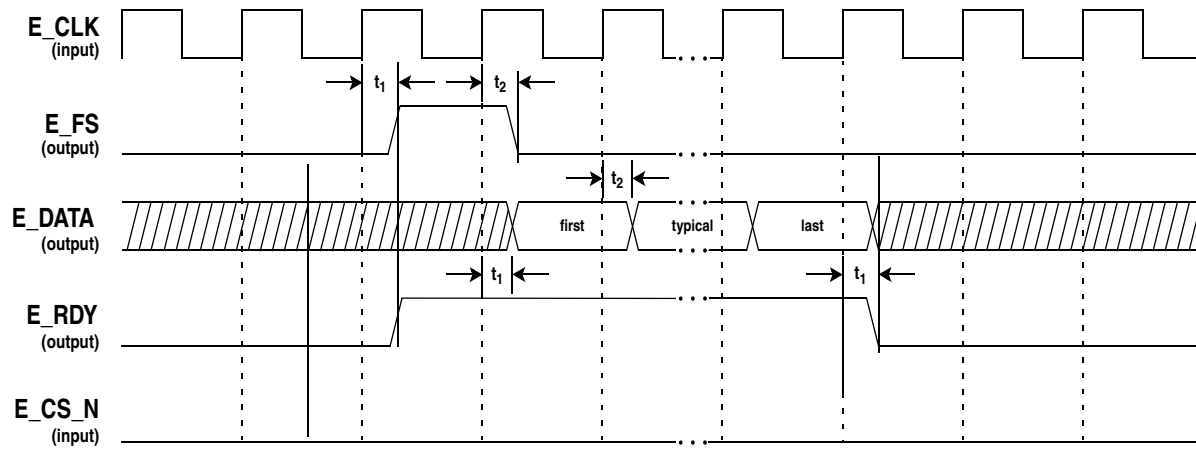 E_CLK
(input)
t1
t2
E_FS
(output)
t2
E_DATA
(output)
first
typical
last
t1
t1
E_RDY
(output)
E_CS_N
(input)